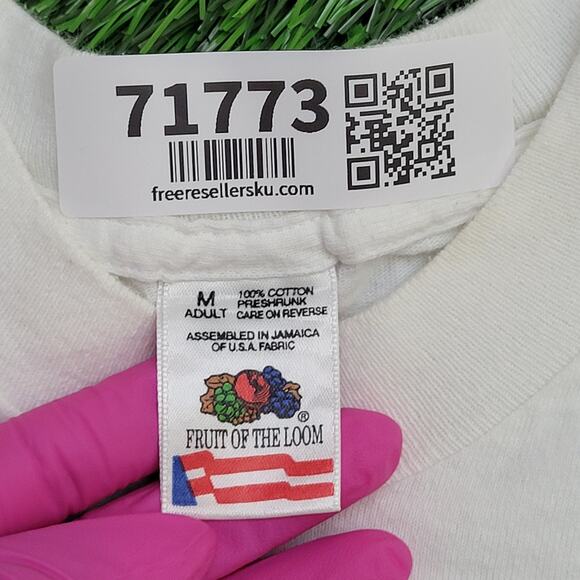 71773
freeresellersku.com
M 100% COTTON
ADULT PRESHRUNK
CARE ON REVERSE
ASSEMBLED IN JAMAICA
OF U.S.A. FABRIC
®
FRUIT OF THE LOOM